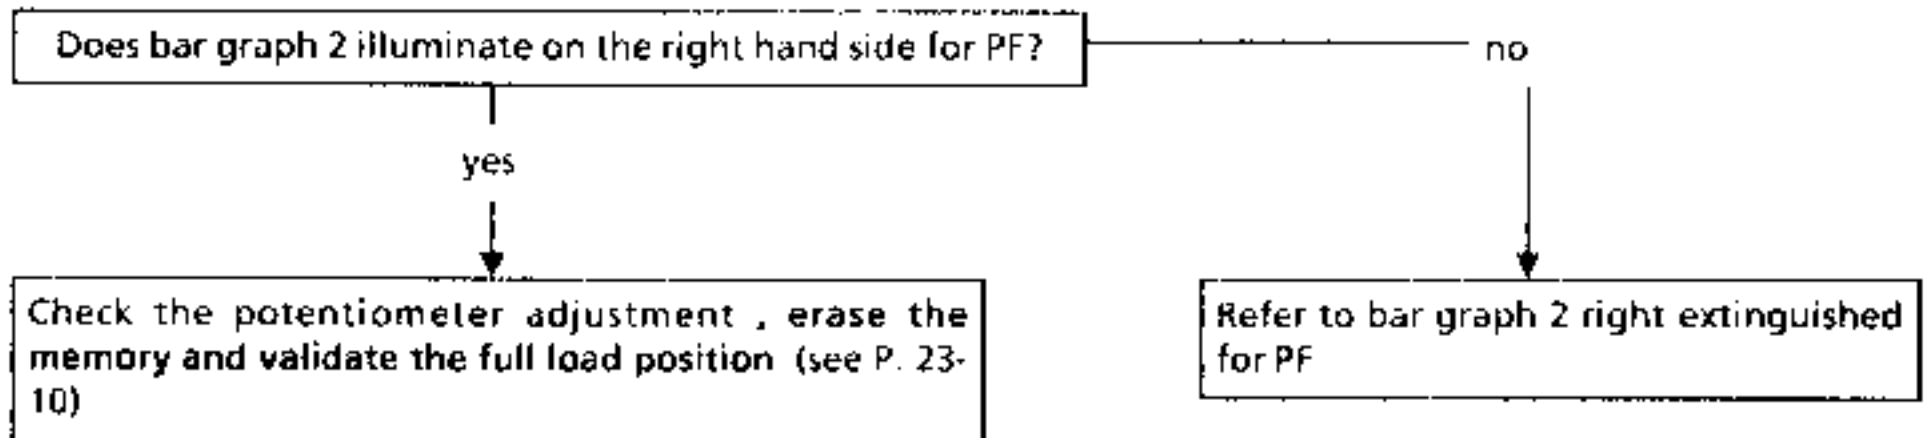 Does bar graph 2 illuminate on the right hand side for PF?
no
yes
Check the potentiometer adjustment , erase the
memory and validate the full load position (see P. 23-
10)
Refer to bar graph 2 right extinguished
for PF